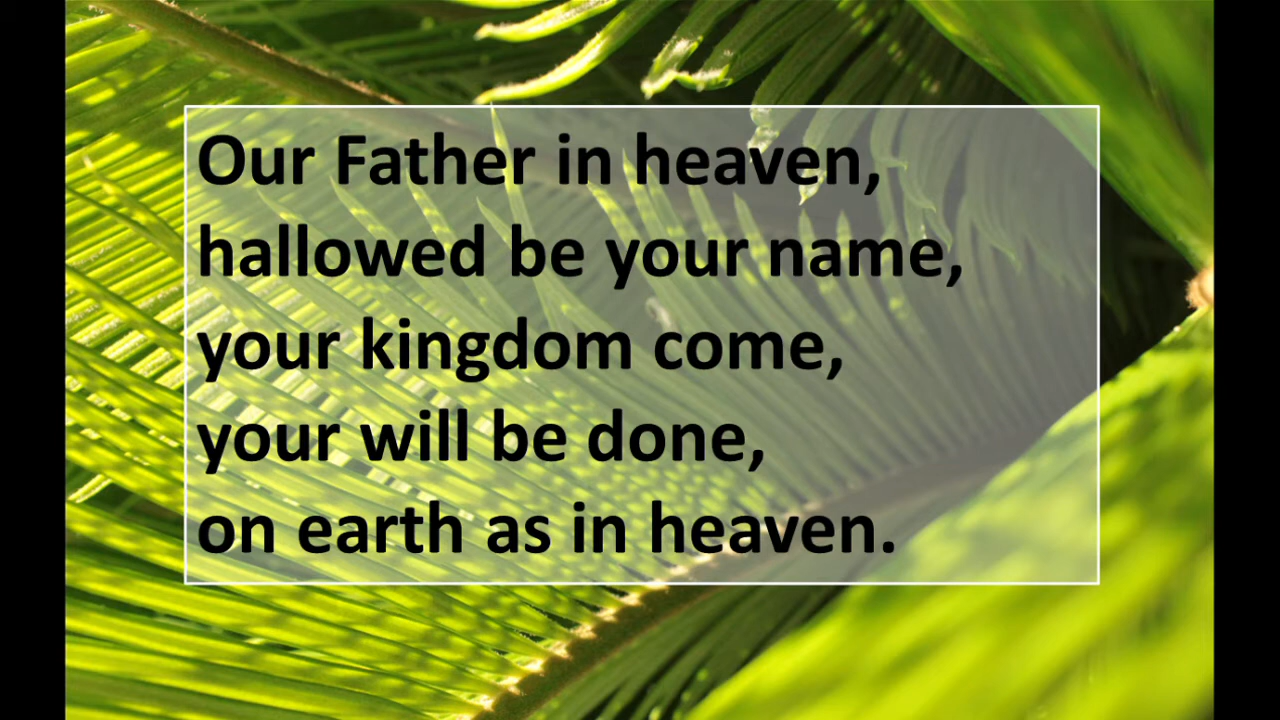 Our Father in heaven,
hallowed be your name,
your kingdom come,
your will be done,
on earth as in heaven.